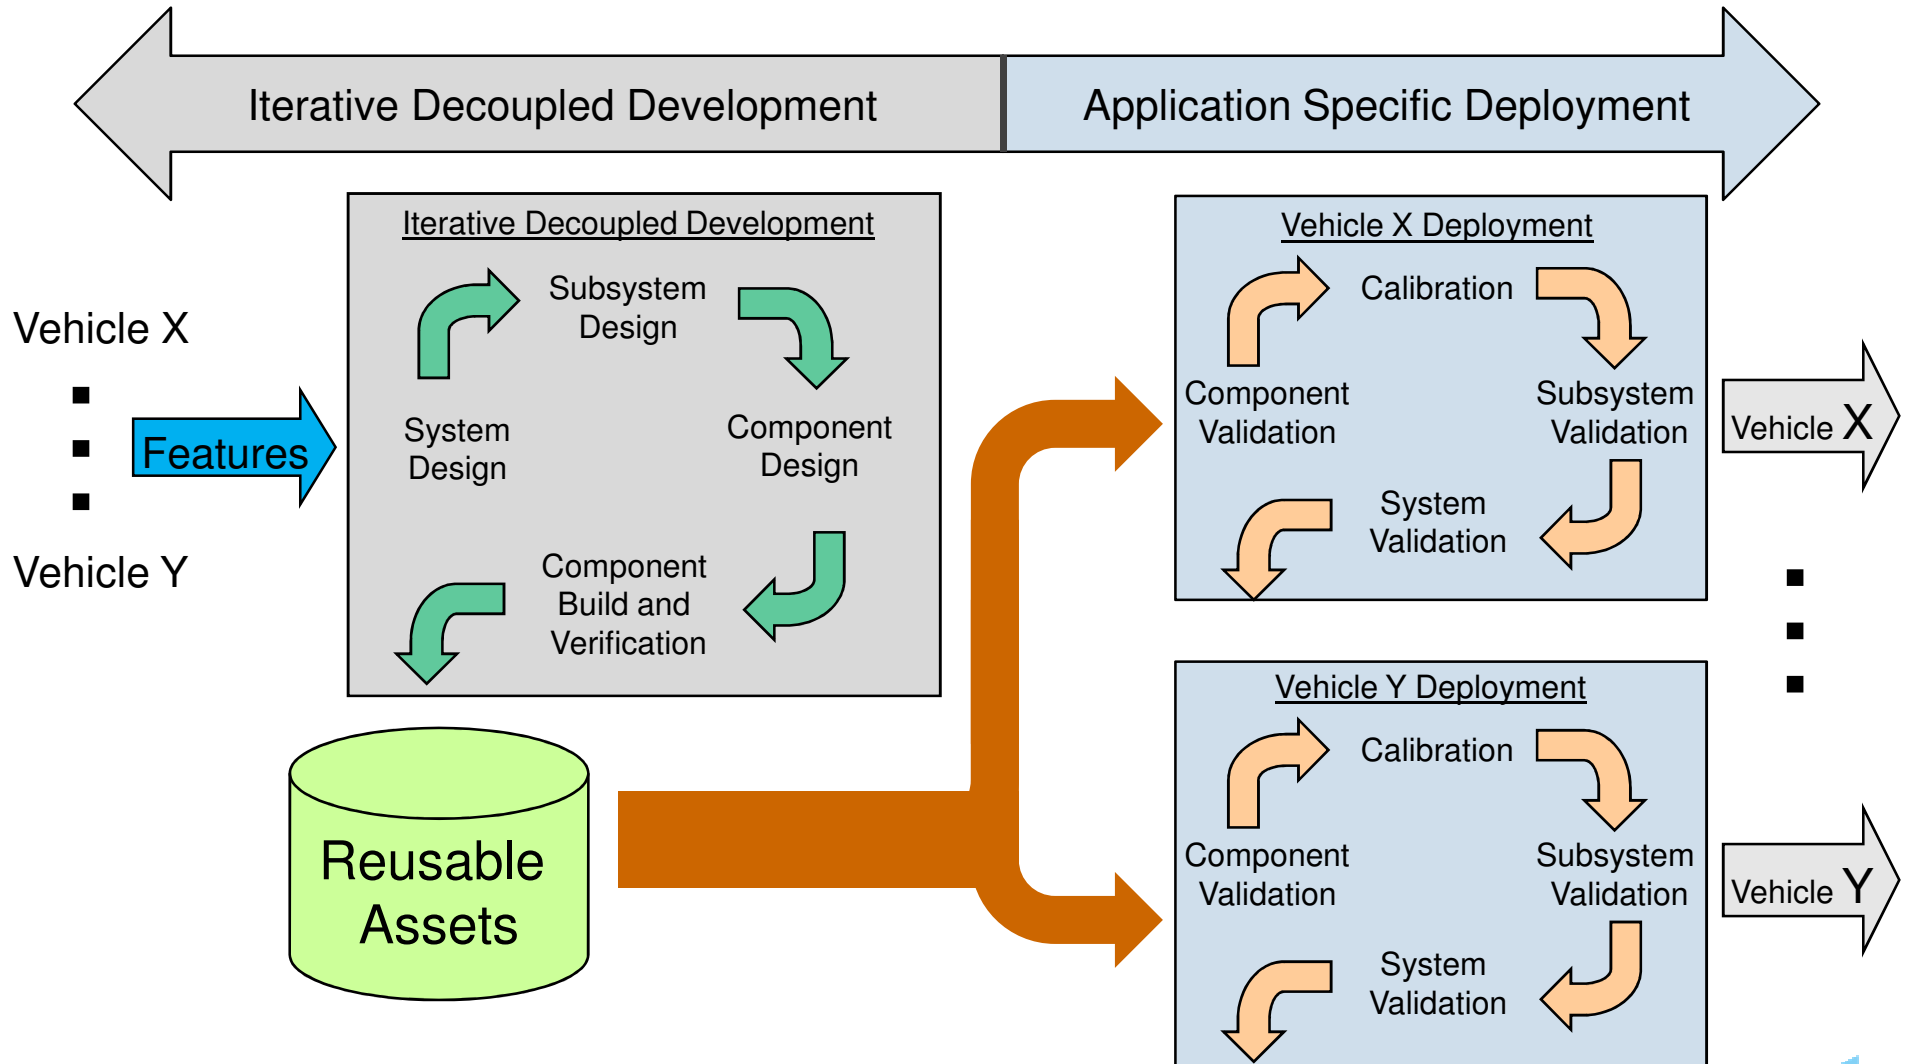 Iterative Decoupled Development
Application Specific Deployment
Vehicle X
Vehicle Y
Features
Iterative Decoupled Development
Subsystem
Design
System
Design
Component
Design
Component
Build and
Verification
Reusable
Assets
Vehicle X Deployment
Calibration
Component
Validation
Subsystem
Validation
System
Validation
Vehicle X
Vehicle Y Deployment
Calibration
Component
Validation
Subsystem
Validation
System
Validation
Vehicle Y